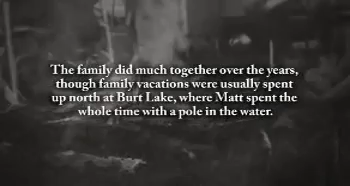 The family did much together over the years,
though family vacations were usually spent
up north at Burt Lake, where Matt spent the
whole time with a pole in the water.